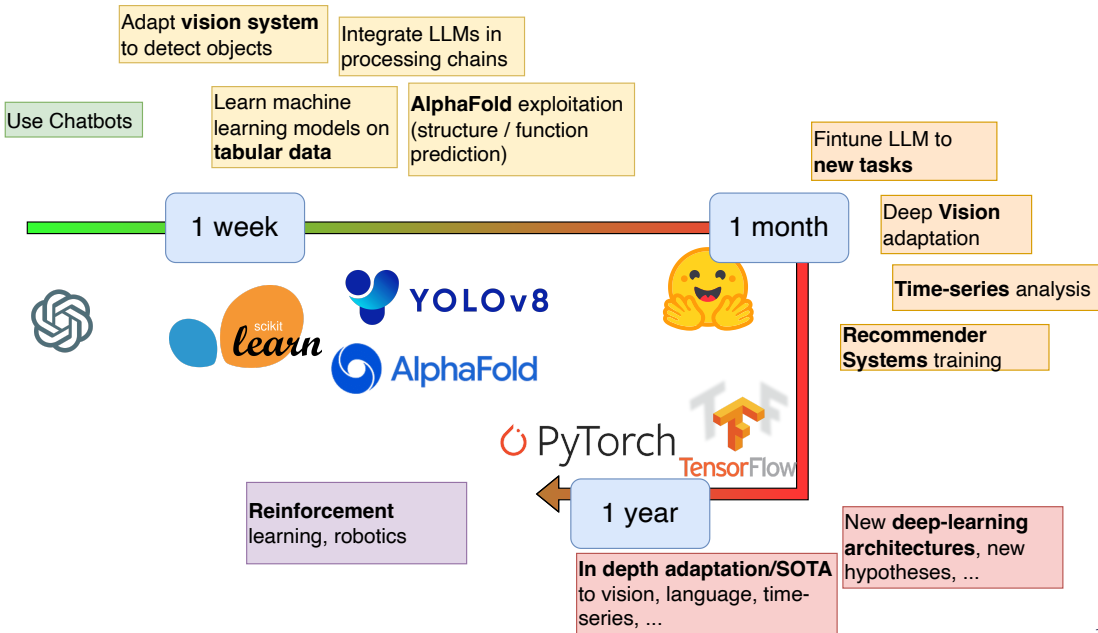 Adapt vision system
to detect objects
Integrate LLMs in
processing chains
Use Chatbots
Learn machine
learning models on
tabular data
AlphaFold exploitation
(structure / function
prediction)
Fintune LLM to
new tasks
1 week
1 month
Deep Vision
adaptation
Time-series analysis
Recommender
Systems training
scikit
learn
YOLOv8
AlphaFold
PyTorch
TensorFlow
1 year
Reinforcement
learning, robotics
In depth adaptation/SOTA
to vision, language, time-
series, ...
New deep-learning
architectures, new
hypotheses, ...